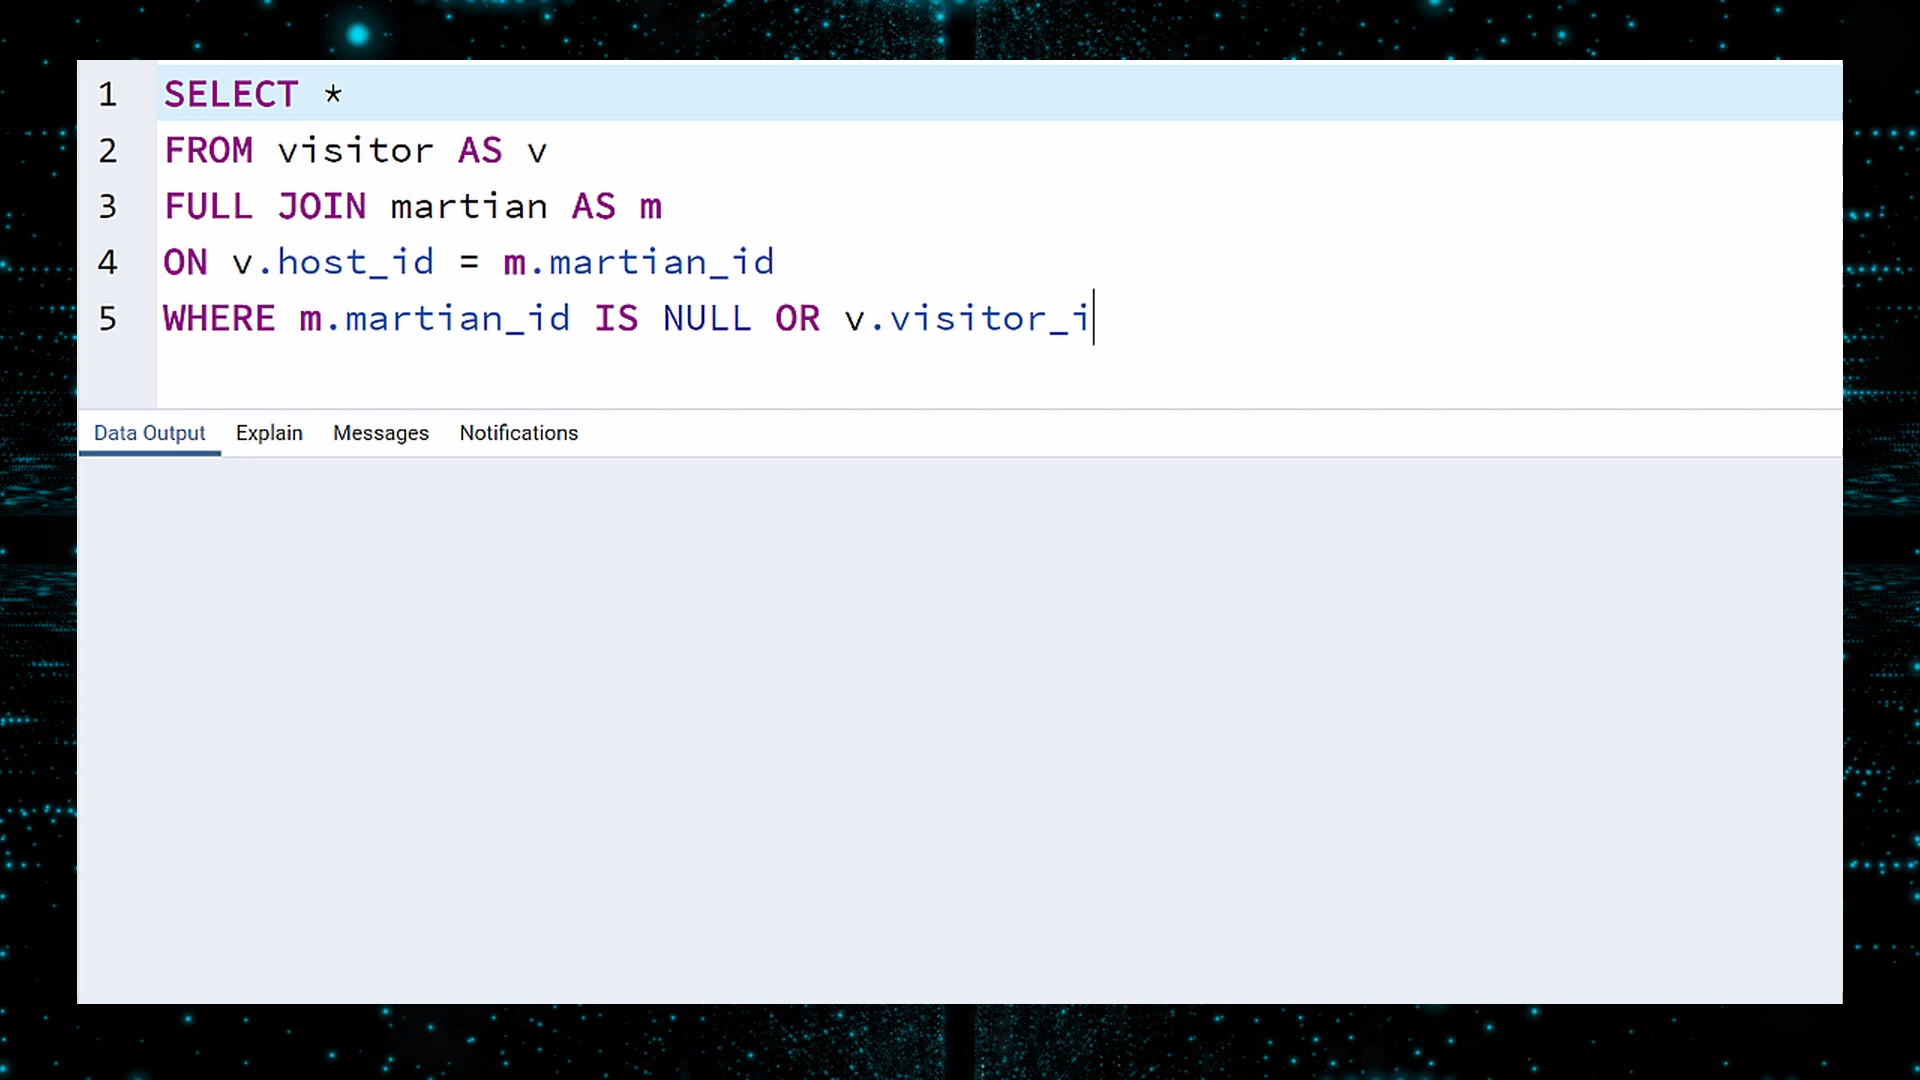 1 SELECT *
2 FROM visitor AS v
3 FULL JOIN martian AS m
4 ON v.host_id = m.martian_id
5 WHERE m.martian_id IS NULL OR v.visitor_i
Data Output Explain Messages Notifications